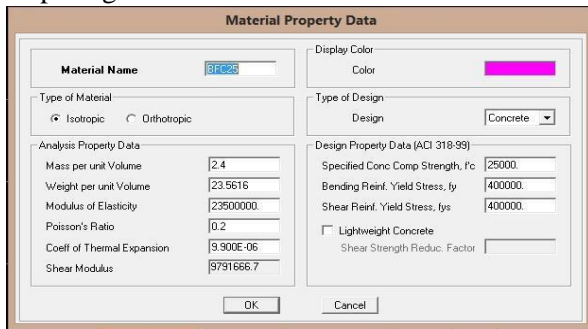 Material Property Data
Material Name BFC25
Display Color
Color
Type of Material
Isotropic Orthotropic
Type of Design
Design Concrete
Analysis Property Data
Mass per unit Volume 2.4
Weight per unit Volume 23.5616
Modulus of Elasticity 23500000.
Poisson's Ratio 0.2
Coeff of Thermal Expansion 9.900E-06
Shear Modulus 9791666.7
Design Property Data (ACI 318-99)
Specified Conc Comp Strength, f'c 25000.
Bending Reinf. Yield Stress, fy 400000.
Shear Reinf. Yield Stress, fys 400000.
Lightweight Concrete
Shear Strength Reduc. Factor
OK Cancel